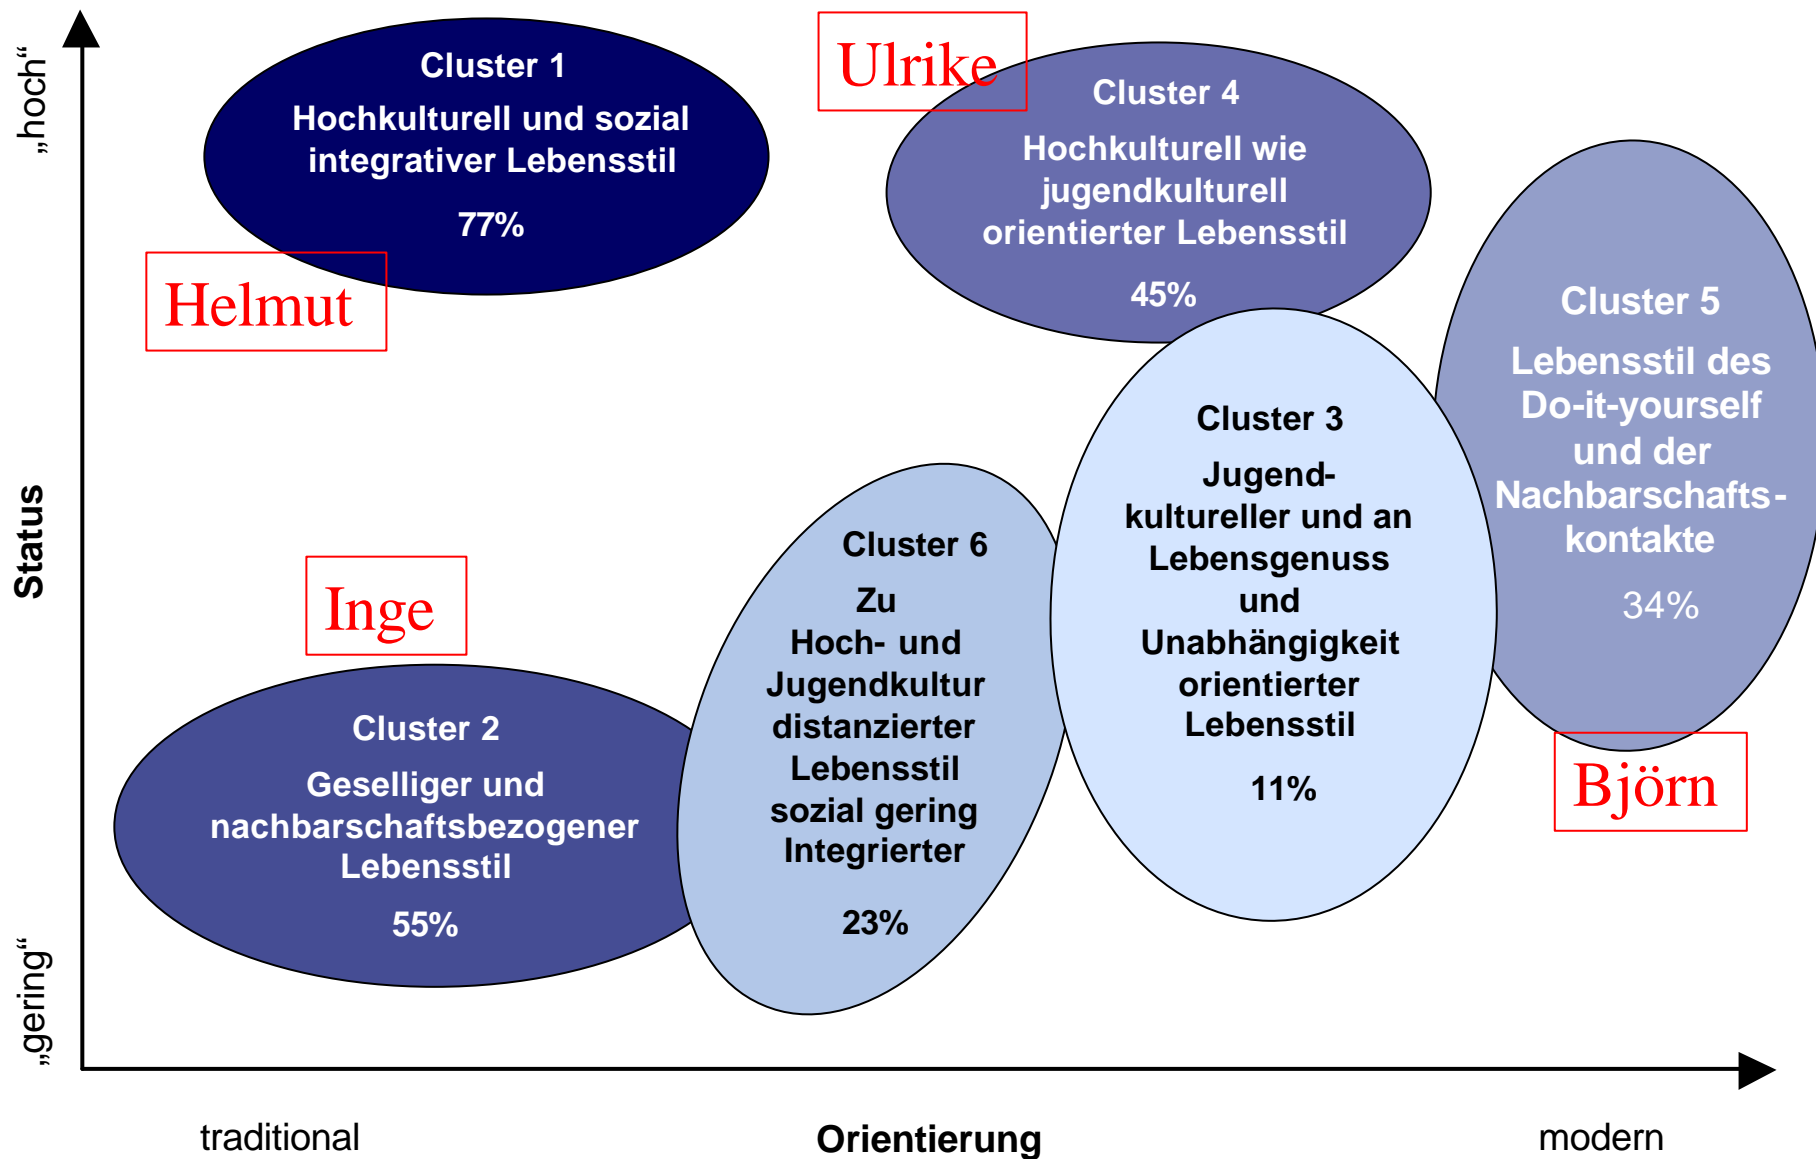 „hoch“
Status
„gering“
Cluster 1
Hochkulturell und sozial
integrativer Lebensstil
77%
Helmut
Ulrike
Cluster 4
Hochkulturell wie
jugendkulturell
orientierter Lebensstil
45%
Cluster 5
Lebensstil des
Do-it-yourself
und der
Nachbarschafts-
kontakte
34%
Björn
Cluster 3
Jugend-
kultureller und an
Lebensgenuss
und
Unabhängigkeit
orientierter
Lebensstil
11%
Cluster 6
Zu
Hoch- und
Jugendkultur
distanzierter
Lebensstil
sozial gering
Integrierter
23%
Inge
Cluster 2
Geselliger und
nachbarschaftsbezogener
Lebensstil
55%
traditional
Orientierung
modern